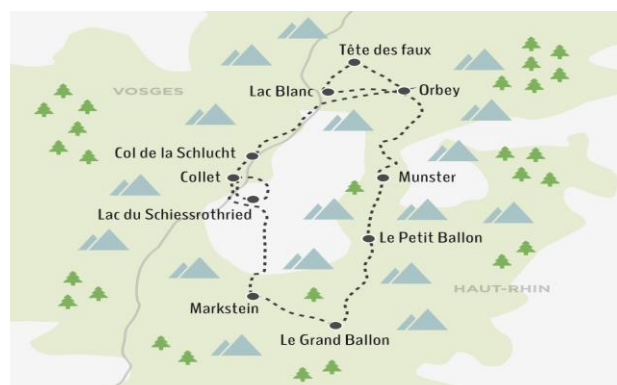 Tête des faux
VOSGES
Lac Blanc
Orbey
Col de la Schlucht
Collet
Munster
Lac du Schiessrothried
Le Petit Ballon
HAUT-RHIN
Markstein
Le Grand Ballon